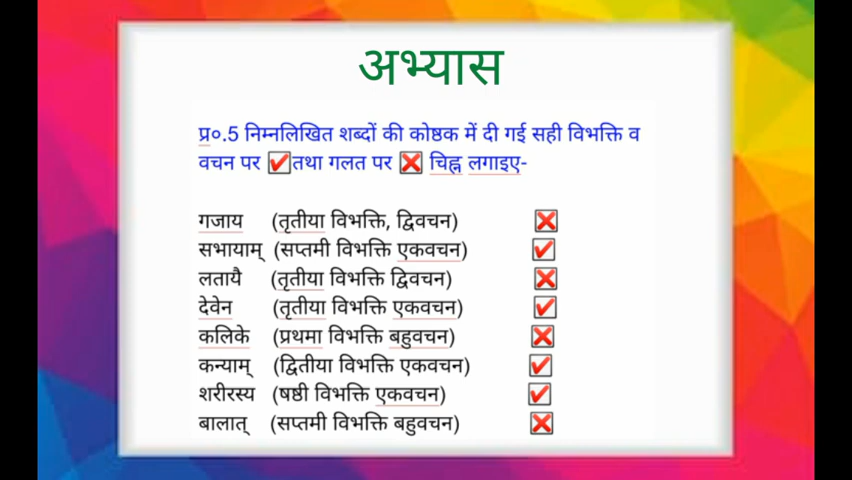 अभ्यास
प्र०.5 निम्नलिखित शब्दों की कोष्ठक में दी गई सही विभक्ति व
वचन पर ✔ तथा गलत पर ❌ चिह्न लगाइए-
गजाय (तृतीया विभक्ति, द्विवचन) ❌
सभायाम् (सप्तमी विभक्ति एकवचन) ✔
लतायै (तृतीया विभक्ति द्विवचन) ❌
देवेन (तृतीया विभक्ति एकवचन) ✔
कलिके (प्रथमा विभक्ति बहुवचन) ❌
कन्याम् (द्वितीया विभक्ति एकवचन) ✔
शरीरस्य (षष्ठी विभक्ति एकवचन) ✔
बालात् (सप्तमी विभक्ति बहुवचन) ❌